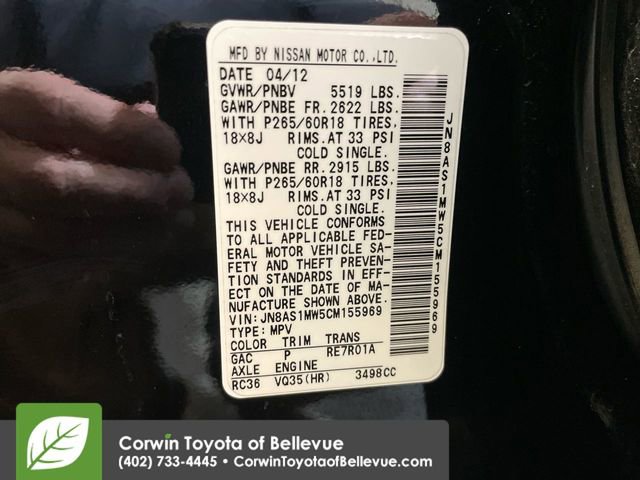 MFD BY NISSAN MOTOR CO.,LTD.
DATE 04/12
GVWR/PNBV 5519 LBS.
GAWR/PNBE FR. 2622 LBS.
WITH P265/60R18 TIRES,
18×8J RIMS.AT 33 PSI
COLD SINGLE.
GAWR/PNBE RR. 2915 LBS.
WITH P265/60R18 TIRES,
18×8J RIMS.AT 33 PSI
COLD SINGLE.
THIS VEHICLE CONFORMS
TO ALL APPLICABLE FED-
ERAL MOTOR VEHICLE SA-
FETY AND THEFT PREVEN-
TION STANDARDS IN EFF-
ECT ON THE DATE OF MA-
NUFACTURE SHOWN ABOVE.
VIN: JN8AS1MW5CM155969
TYPE: MPV
COLOR TRIM TRANS
GAC P RE7R01A
AXLE ENGINE
RC36 VQ35(HR) 3498CC
JN8AS1MW5CM155969
Corwin Toyota of Bellevue
(402) 733-4445 • CorwinToyotaofBellevue.com